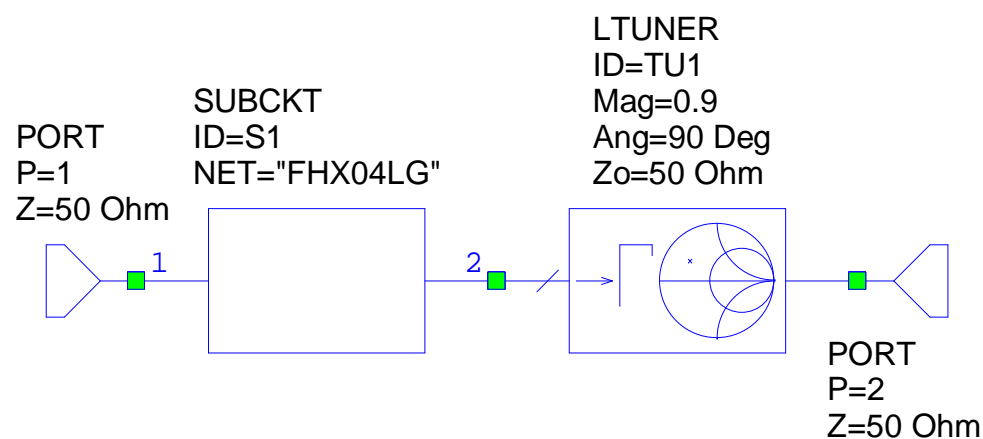 LTUNER
ID=TU1
Mag=0.9
Ang=90 Deg
Zo=50 Ohm
SUBCKT
ID=S1
NET="FHX04LG"
PORT
P=1
Z=50 Ohm
1
2
PORT
P=2
Z=50 Ohm